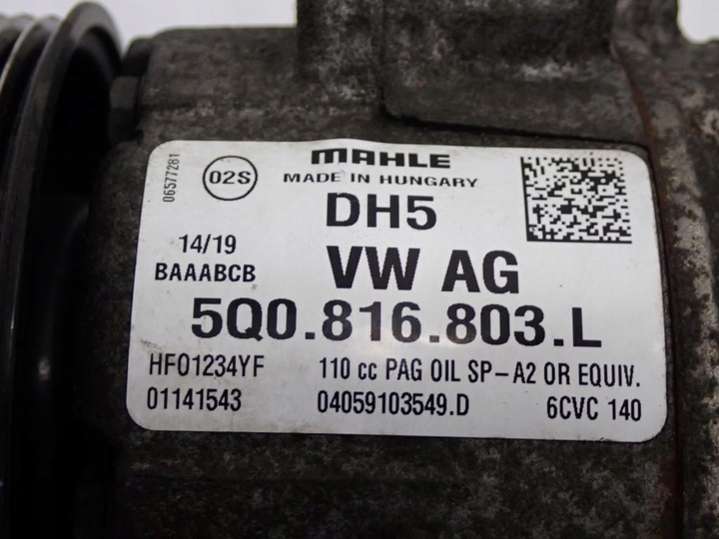 MAHLE
02S
MADE IN HUNGARY
06577281
DH5
14/19
VW AG
BAAABCB
5Q0.816.803.L
HFO1234YF 110 cc PAG OIL SP-A2 OR EQUIV.
01141543 04059103549.D 6CVC 140